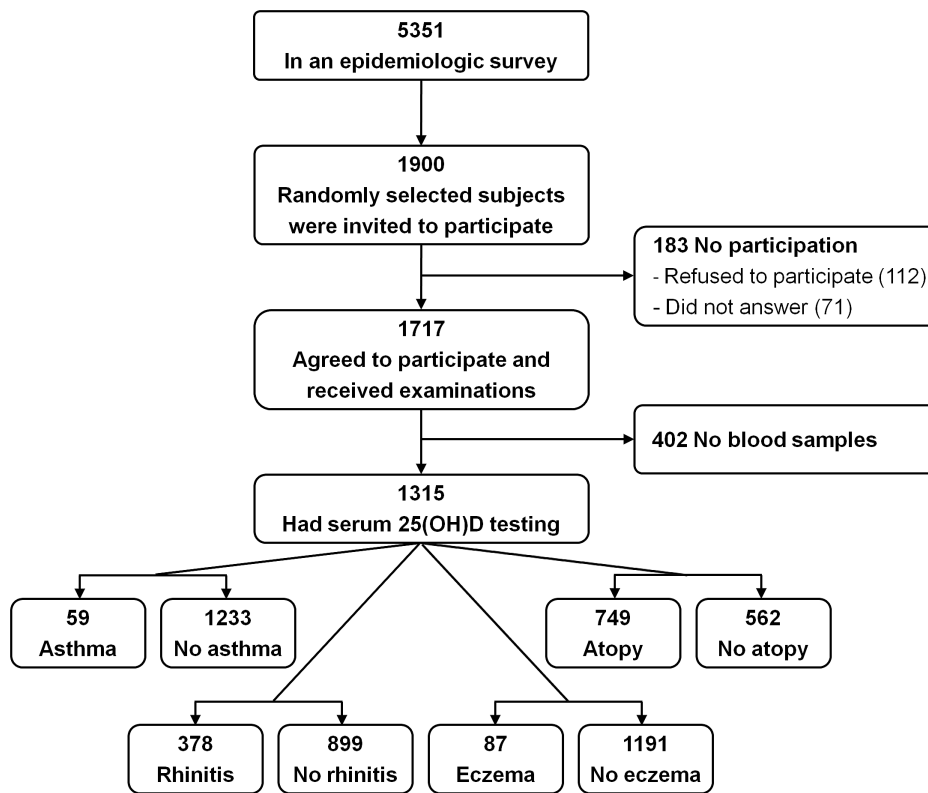 5351
In an epidemiologic survey
1900
Randomly selected subjects
were invited to participate
183 No participation
- Refused to participate (112)
- Did not answer (71)
1717
Agreed to participate and
received examinations
402 No blood samples
1315
Had serum 25(OH)D testing
59
Asthma
1233
No asthma
749
Atopy
562
No atopy
378
Rhinitis
899
No rhinitis
87
Eczema
1191
No eczema